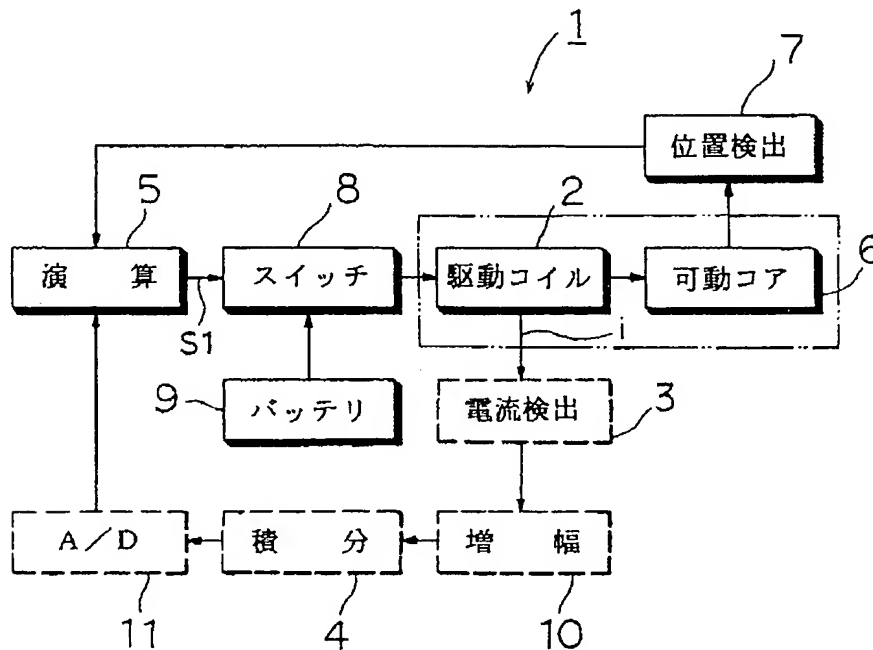 1
7
位置検出
5
8
2
演算
スイッチ
駆動コイル
可動コア
6
S1
i
9
バッテリ
電流検出
3
A/D
積分
増幅
11
4
10